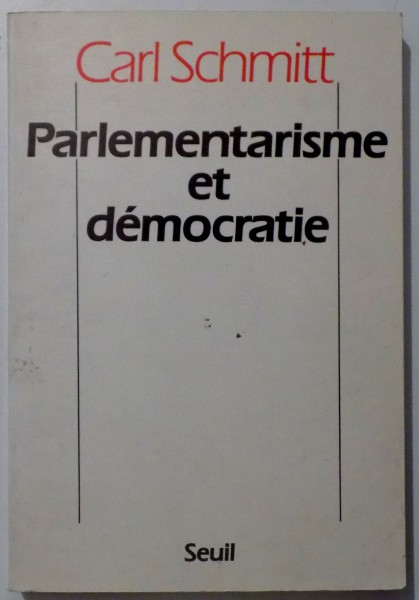 Carl Schmitt
Parlementarisme
et
démocratie
Seuil